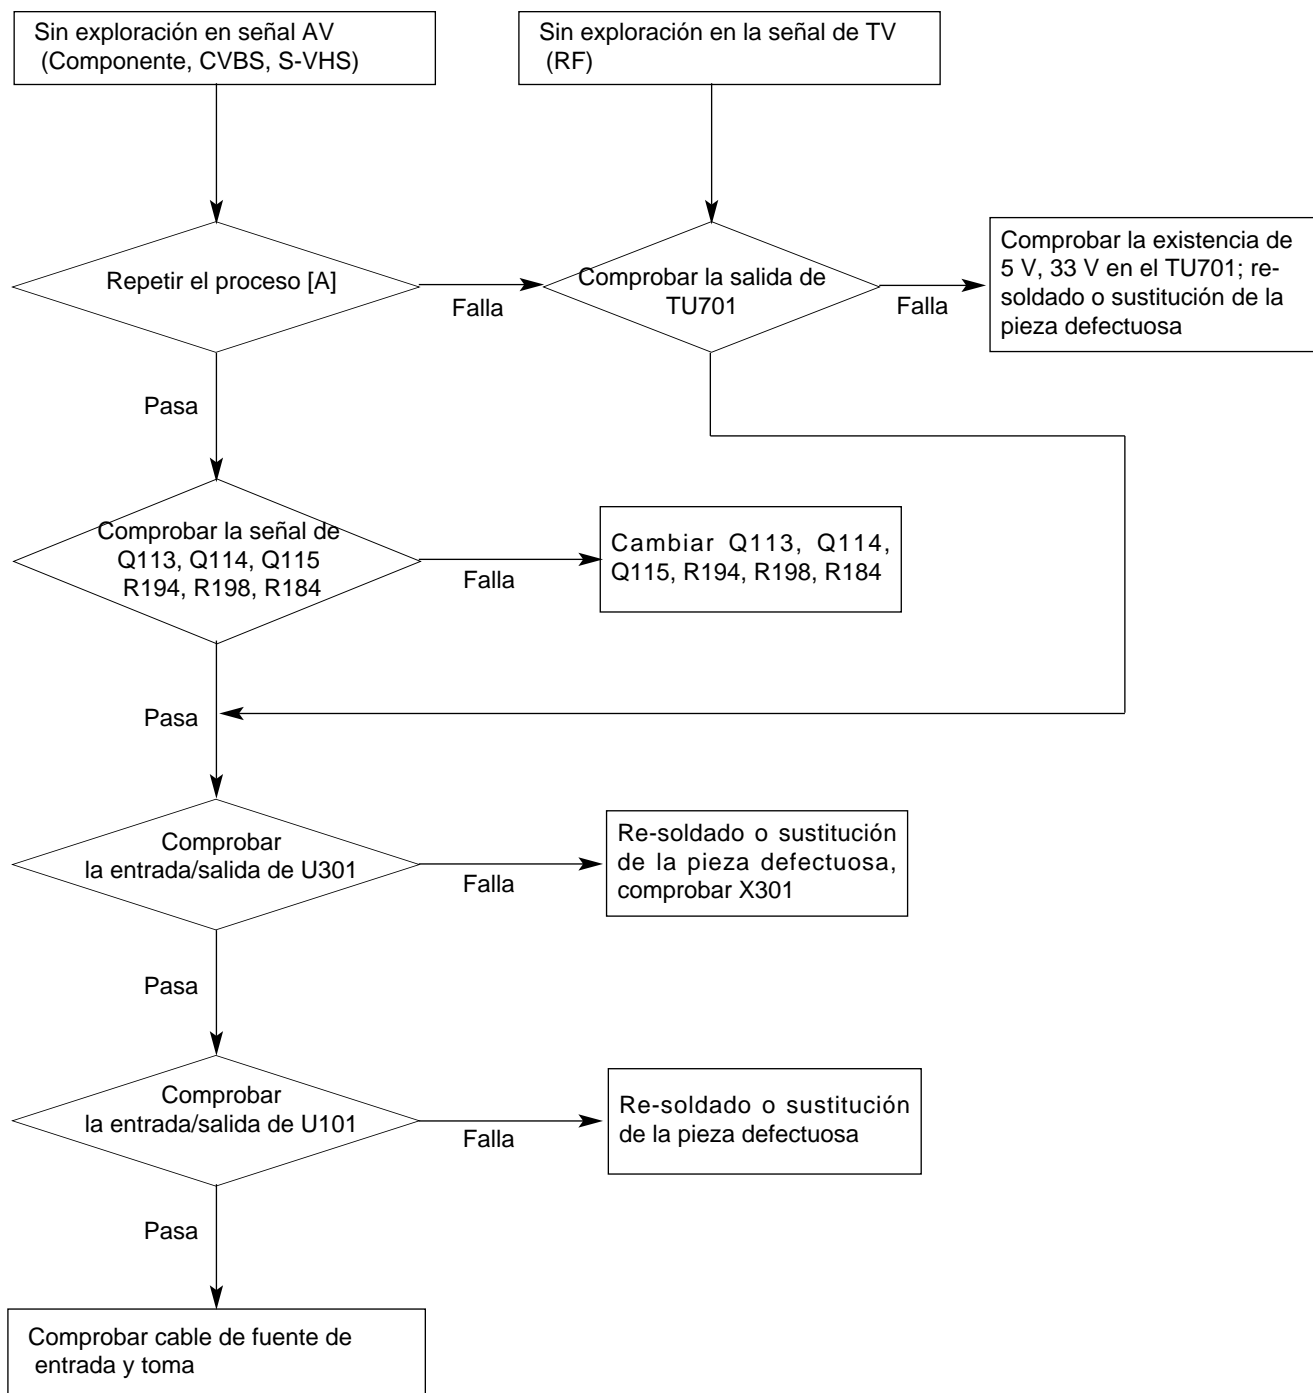 Sin exploración en señal AV
(Componente, CVBS, S-VHS)
Sin exploración en la señal de TV
(RF)
Repetir el proceso [A]
Falla
Comprobar la salida de
TU701
Falla
Comprobar la existencia de
5 V, 33 V en el TU701; re-
soldado o sustitución de la
pieza defectuosa
Pasa
Comprobar la señal de
Q113, Q114, Q115
R194, R198, R184
Falla
Cambiar Q113, Q114,
Q115, R194, R198, R184
Pasa
Comprobar
la entrada/salida de U301
Falla
Re-soldado o sustitución
de la pieza defectuosa,
comprobar X301
Pasa
Comprobar
la entrada/salida de U101
Falla
Re-soldado o sustitución
de la pieza defectuosa
Pasa
Comprobar cable de fuente de
entrada y toma